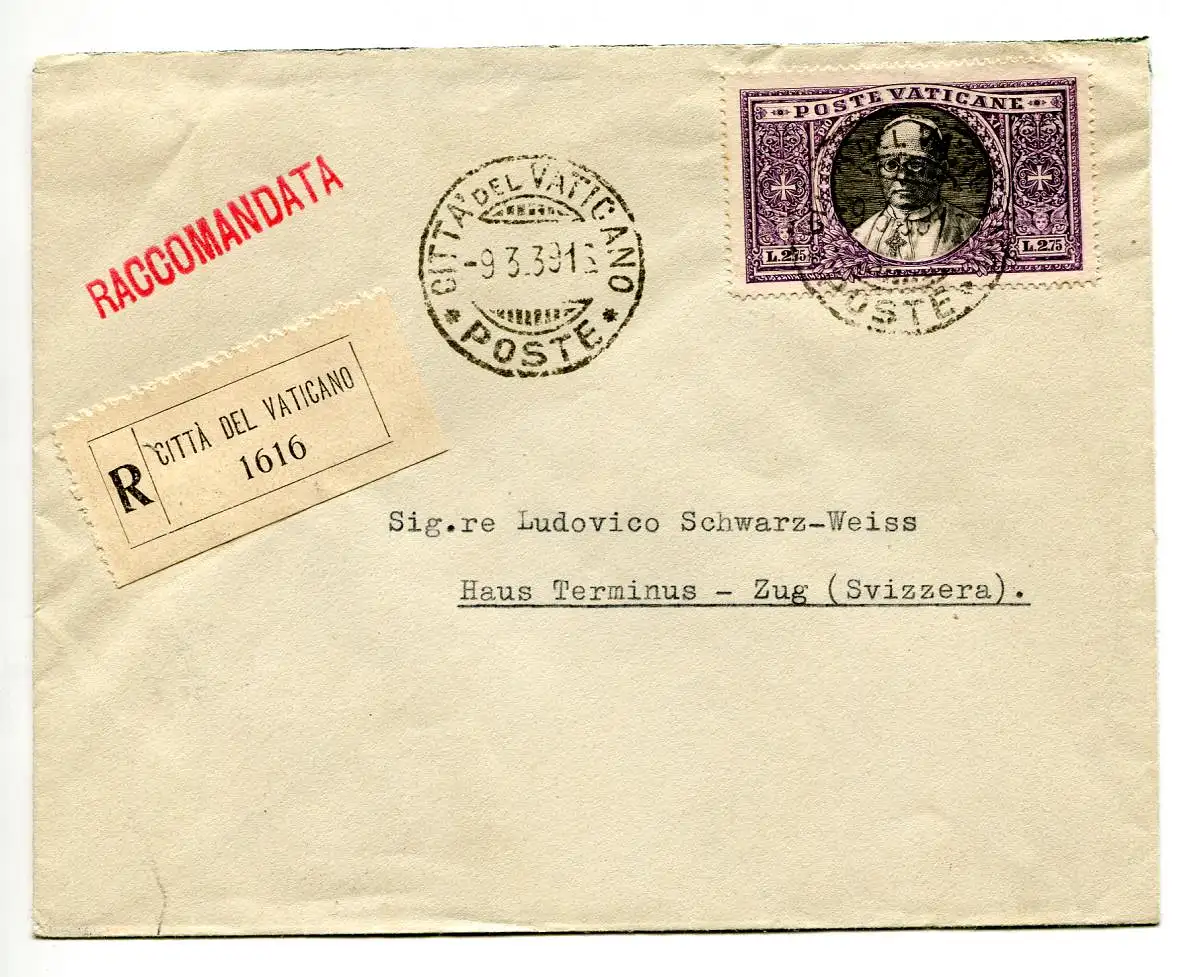 RACCOMANDATA
CITTA' DEL VATICANO
-9 3.39 1
* POSTE *
POSTE VATICANE
L.2.75
L.2.75
POSTE *
R
CITTÀ DEL VATICANO
1616
Sig.re Ludovico Schwarz-Weiss
Haus Terminus - Zug (Svizzera).